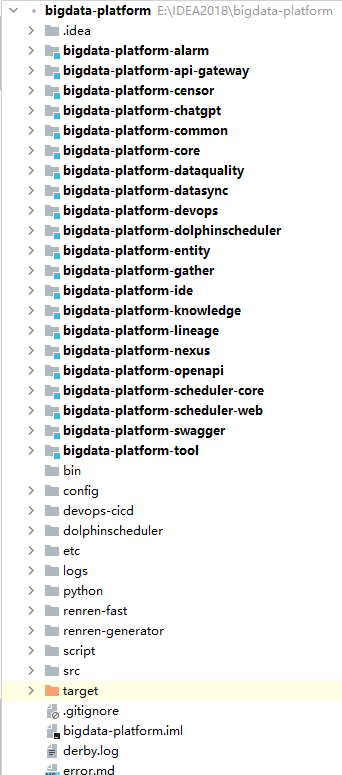 bigdata-platform E:\IDEA2018\bigdata-platform
.idea
bigdata-platform-alarm
bigdata-platform-api-gateway
bigdata-platform-censor
bigdata-platform-chatgpt
bigdata-platform-common
bigdata-platform-core
bigdata-platform-dataquality
bigdata-platform-datasync
bigdata-platform-devops
bigdata-platform-dolphinscheduler
bigdata-platform-entity
bigdata-platform-gather
bigdata-platform-ide
bigdata-platform-knowledge
bigdata-platform-lineage
bigdata-platform-nexus
bigdata-platform-openapi
bigdata-platform-scheduler-core
bigdata-platform-scheduler-web
bigdata-platform-swagger
bigdata-platform-tool
bin
config
devops-cicd
dolphinscheduler
etc
logs
python
renren-fast
renren-generator
script
src
target
.gitignore
bigdata-platform.iml
derby.log
error.md